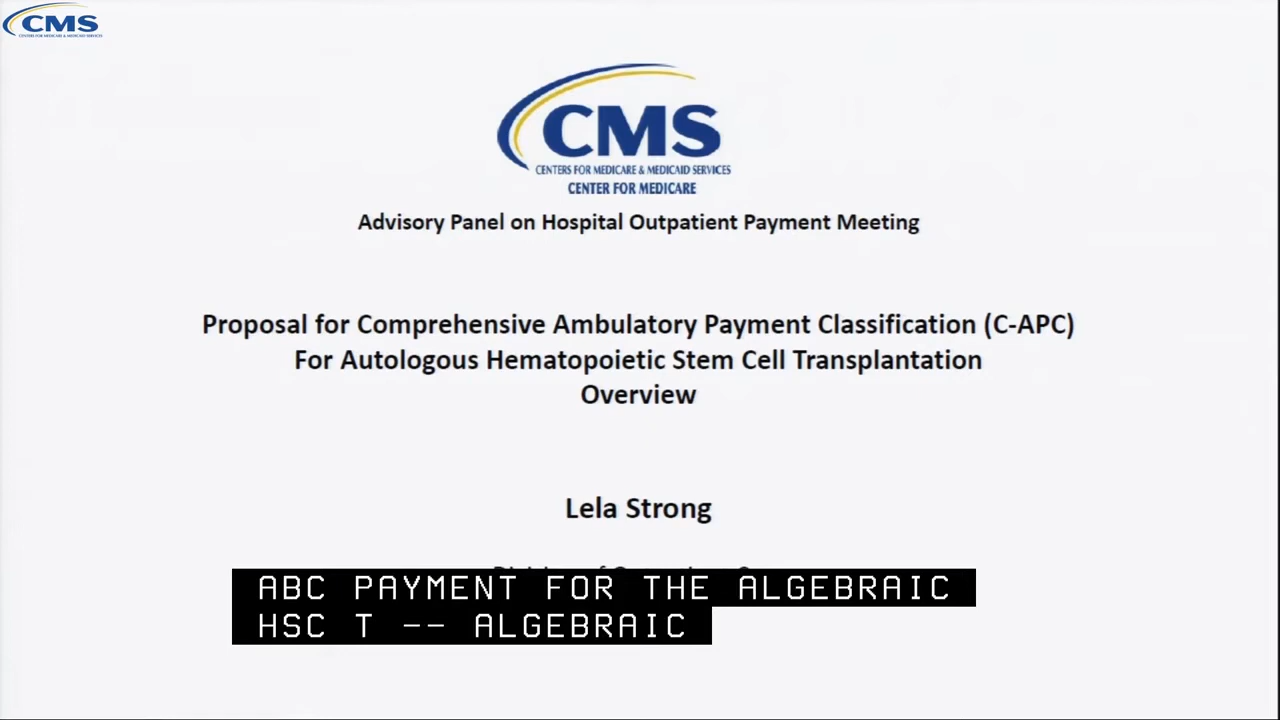 CMS
CENTERS FOR MEDICARE & MEDICAID SERVICES
CMS
CENTERS FOR MEDICARE & MEDICAID SERVICES
CENTER FOR MEDICARE
Advisory Panel on Hospital Outpatient Payment Meeting
Proposal for Comprehensive Ambulatory Payment Classification (C-APC)
For Autologous Hematopoietic Stem Cell Transplantation
Overview
Lela Strong
ABC PAYMENT FOR THE ALGEBRAIC
HSC T -- ALGEBRAIC